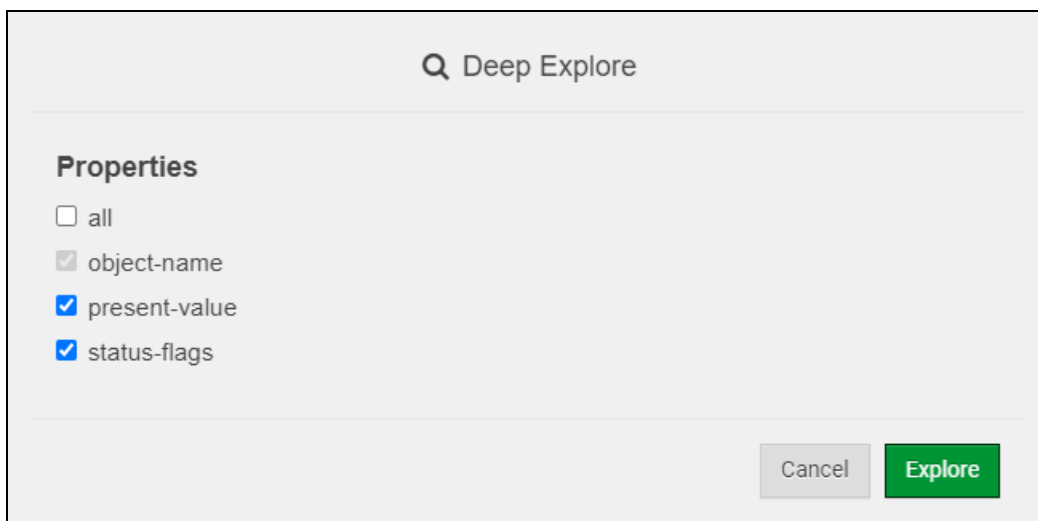 Deep Explore
Properties
all
object-name
present-value
status-flags
Cancel Explore